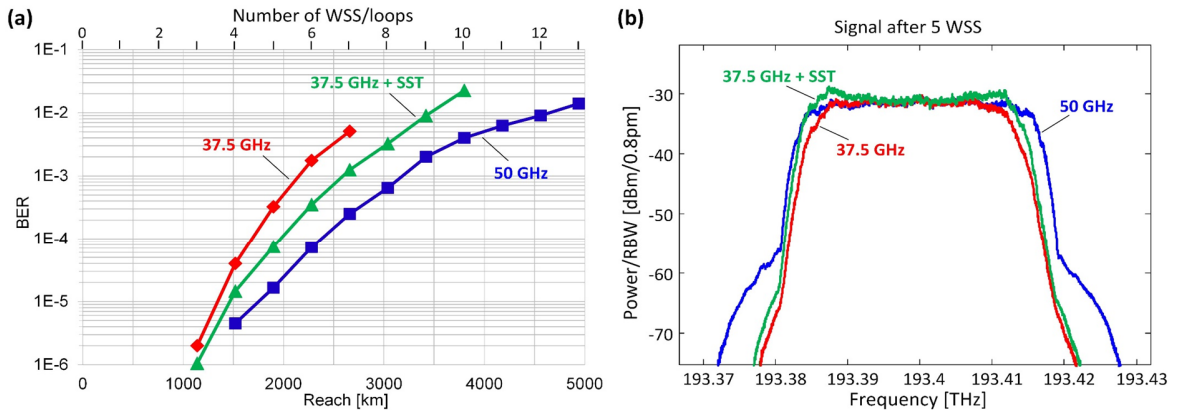 (a)
Number of WSS/loops
0 2 4 6 8 10 12
1E-1
1E-2
1E-3
1E-4
1E-5
1E-6
BER
37.5 GHz + SST
37.5 GHz
50 GHz
0 1000 2000 3000 4000 5000
Reach [km]
(b)
Signal after 5 WSS
-30
-40
-50
-60
-70
Power/RBW [dBm/0.8pm]
37.5 GHz + SST
50 GHz
37.5 GHz
193.37 193.38 193.39 193.4 193.41 193.42 193.43
Frequency [THz]